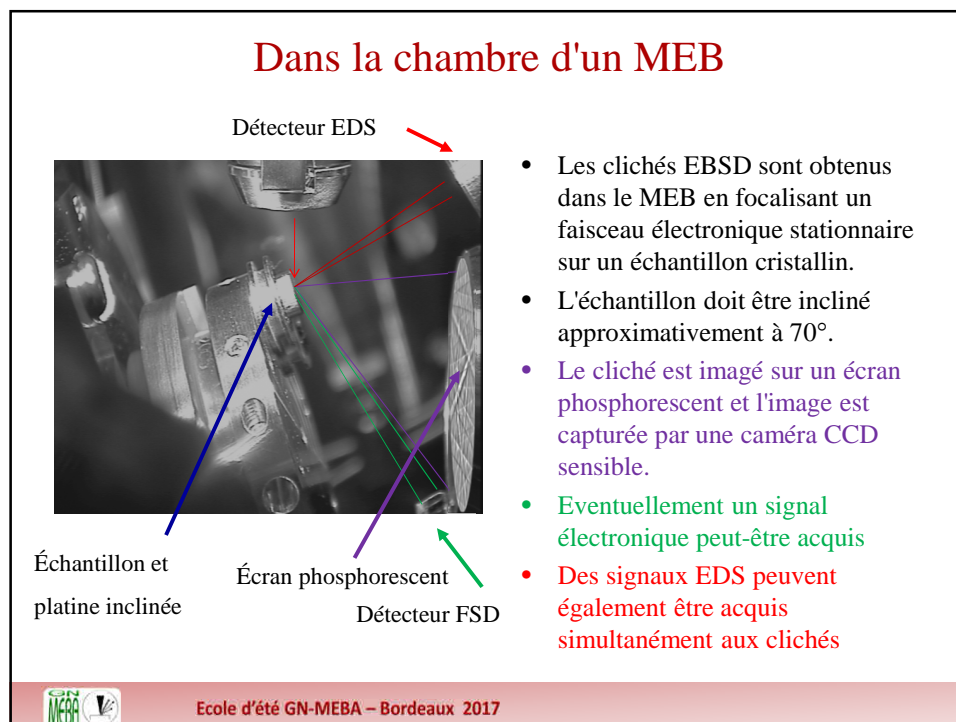 Dans la chambre d'un MEB
Détecteur EDS
• Les clichés EBSD sont obtenus
dans le MEB en focalisant un
faisceau électronique stationnaire
sur un échantillon cristallin.
• L'échantillon doit être incliné
approximativement à 70°.
• Le cliché est imagé sur un écran
phosphorescent et l'image est
capturée par une caméra CCD
sensible.
• Eventuellement un signal
électronique peut-être acquis
• Des signaux EDS peuvent
également être acquis
simultanément aux clichés
Échantillon et
platine inclinée
Écran phosphorescent
Détecteur FSD
GN
MEBA
Ecole d'été GN-MEBA – Bordeaux 2017